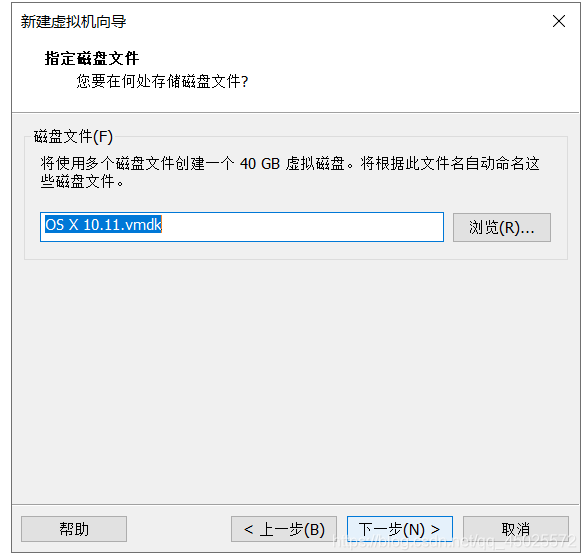 新建虚拟机向导
指定磁盘文件
您要在何处存储磁盘文件?
磁盘文件(F)
将使用多个磁盘文件创建一个 40 GB 虚拟磁盘。将根据此文件名自动命名这
些磁盘文件。
OS X 10.11.vmdk
浏览(R)...
帮助
< 上一步(B)
下一步(N) >
取消
https://blog.csdn.net/qq_45025572